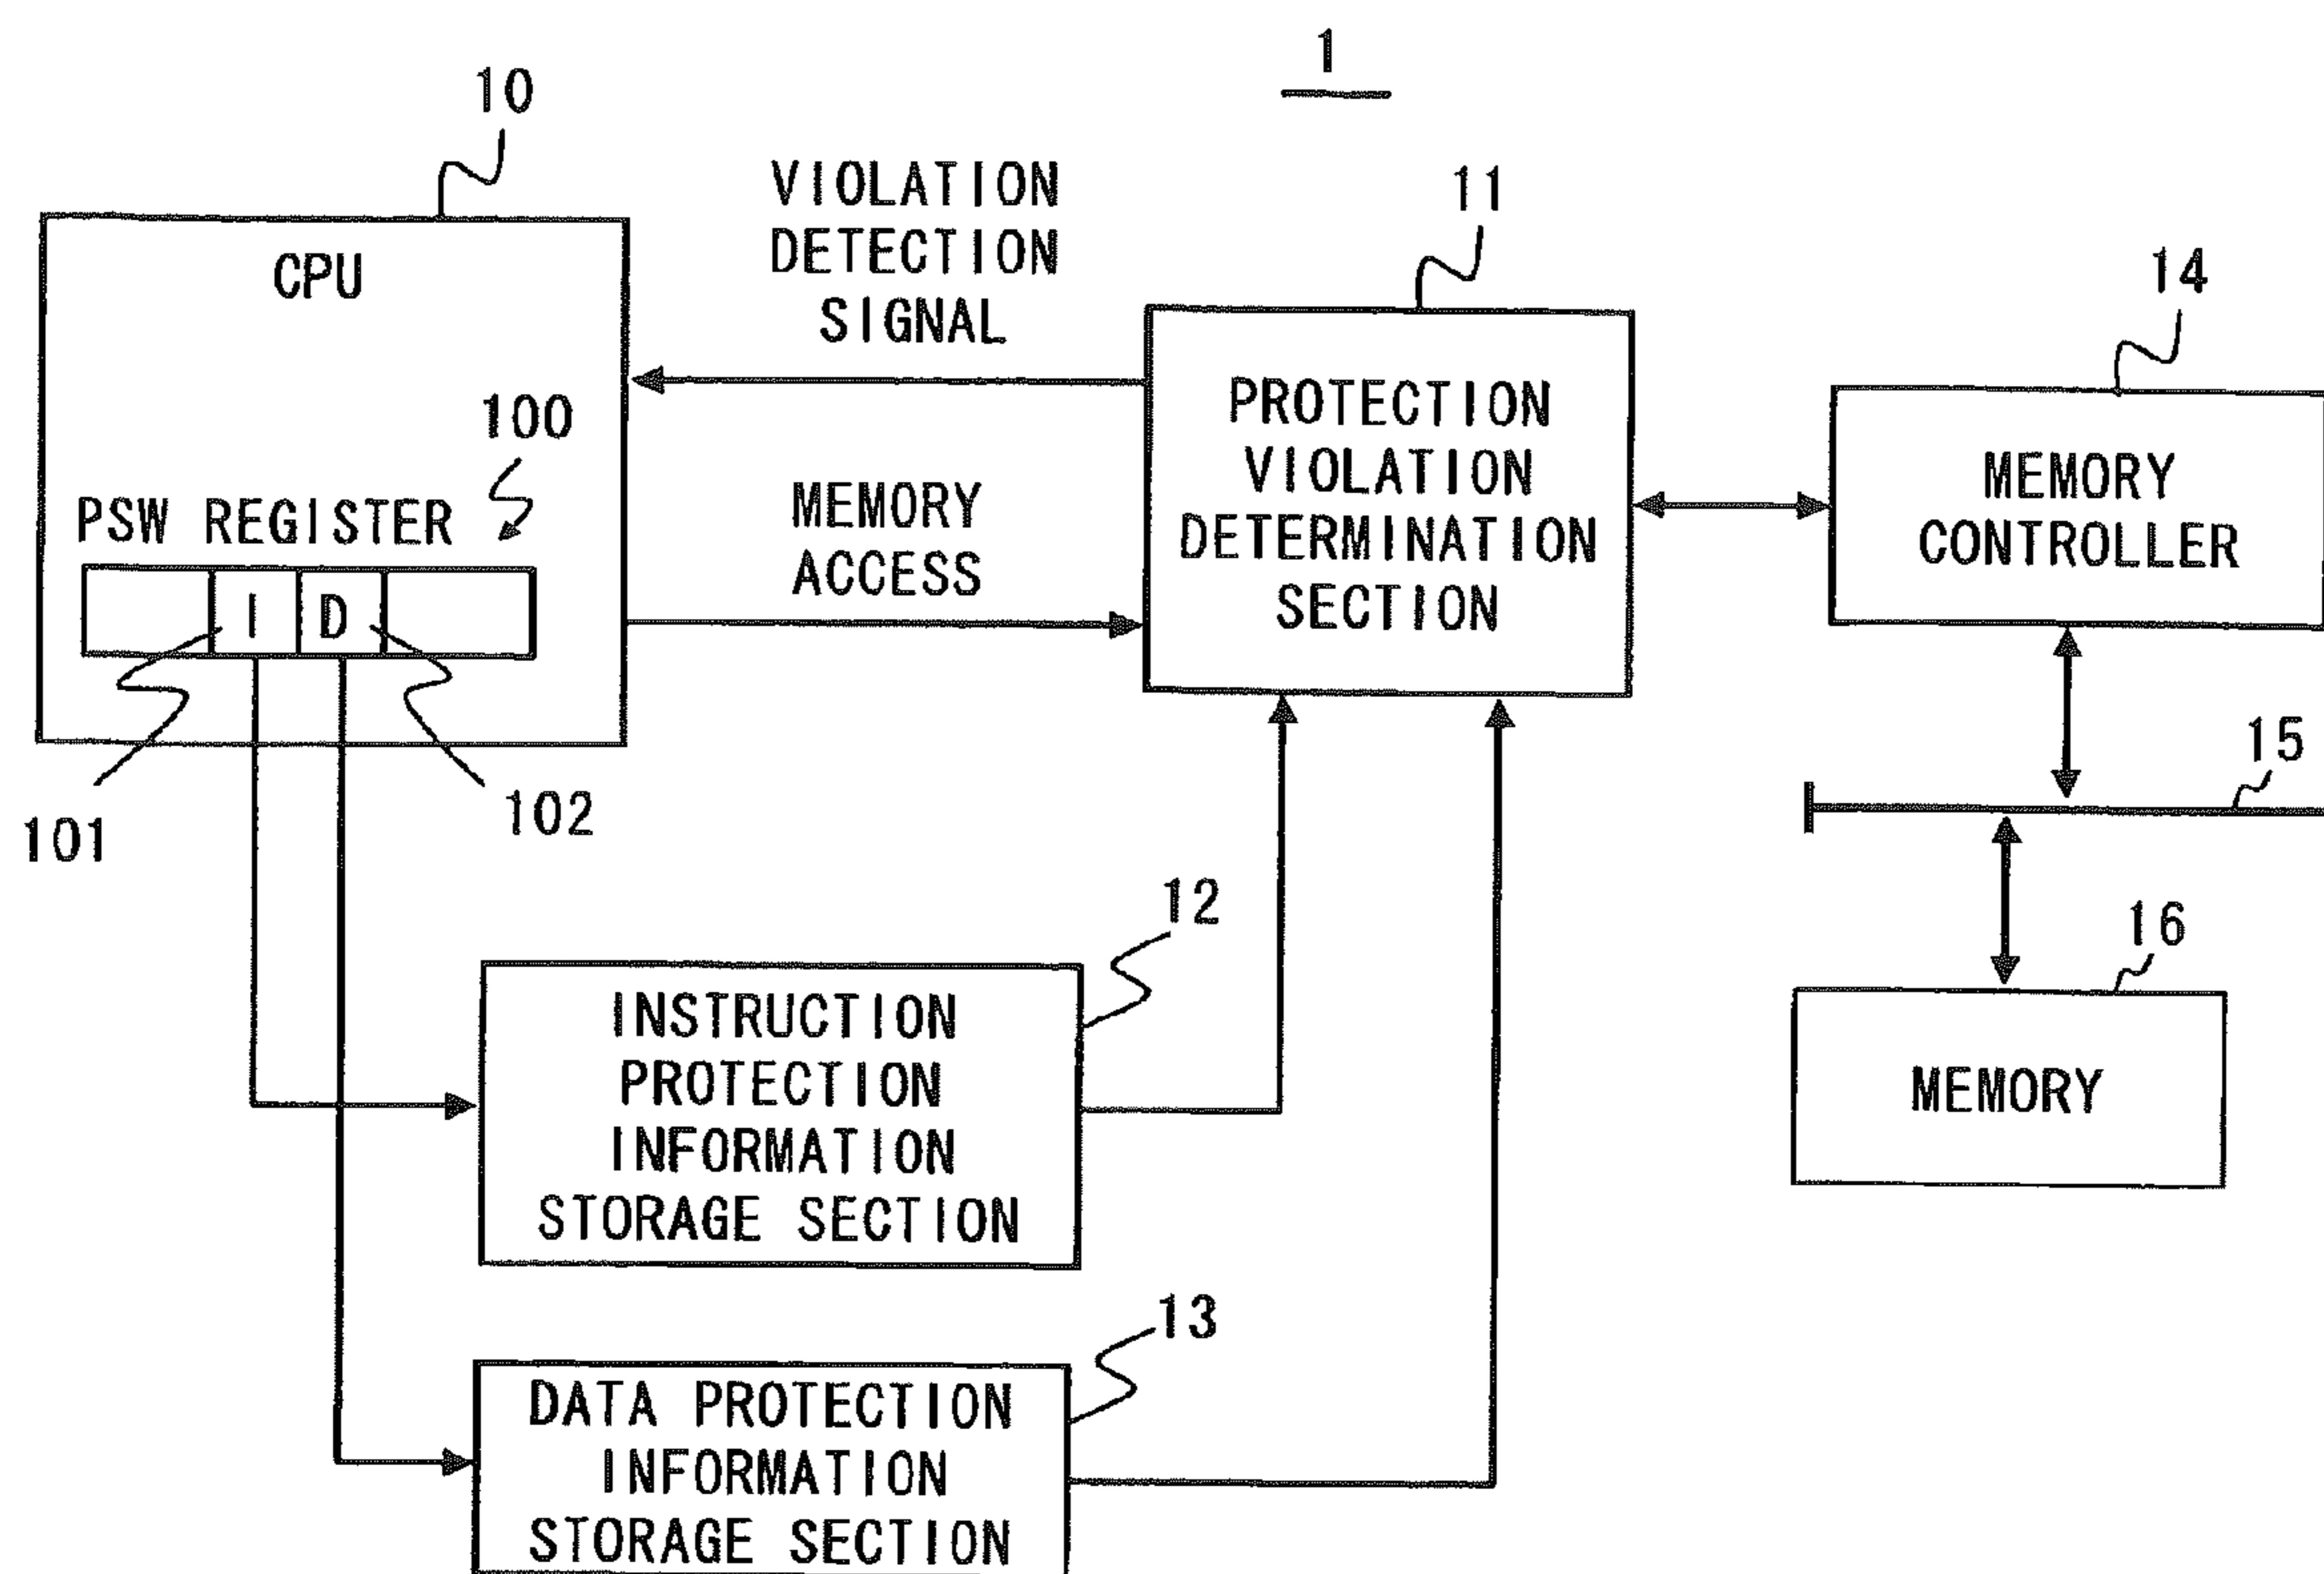 1
10
VIOLATION
DETECTION
SIGNAL
11
14
CPU
100
PROTECTION
VIOLATION
DETERMINATION
SECTION
MEMORY
CONTROLLER
PSW REGISTER
MEMORY
ACCESS
I D
101
102
15
12
16
INSTRUCTION
PROTECTION
INFORMATION
STORAGE SECTION
MEMORY
13
DATA PROTECTION
INFORMATION
STORAGE SECTION